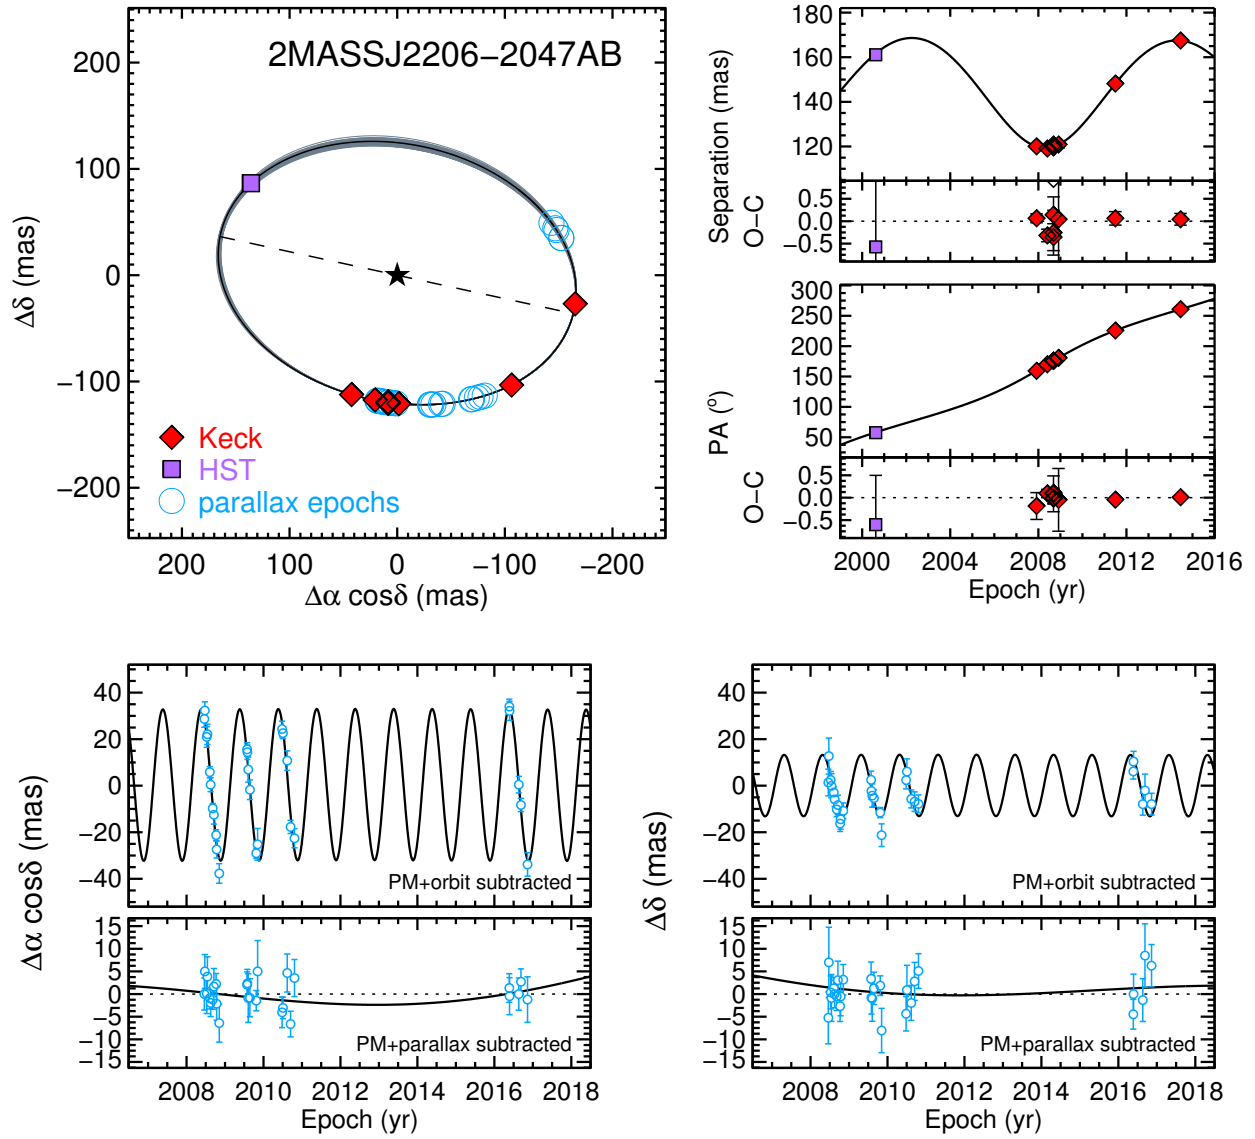 2MASSJ2206−2047AB
200
100
0
−100
−200
Δδ (mas)
Keck
HST
parallax epochs
200 100 0 −100 −200
Δα cosδ (mas)
160
140
120
Separation (mas)
0.5
0.0
−0.5
O−C
300
250
200
150
100
50
PA (°)
0.5
0.0
−0.5
O−C
2000 2004 2008 2012 2016
Epoch (yr)
40
20
0
−20
−40
Δα cosδ (mas)
PM+orbit subtracted
15
10
5
0
−5
−10
−15
PM+parallax subtracted
2008 2010 2012 2014 2016 2018
Epoch (yr)
40
20
0
−20
−40
Δδ (mas)
PM+orbit subtracted
15
10
5
0
−5
−10
−15
PM+parallax subtracted
2008 2010 2012 2014 2016 2018
Epoch (yr)